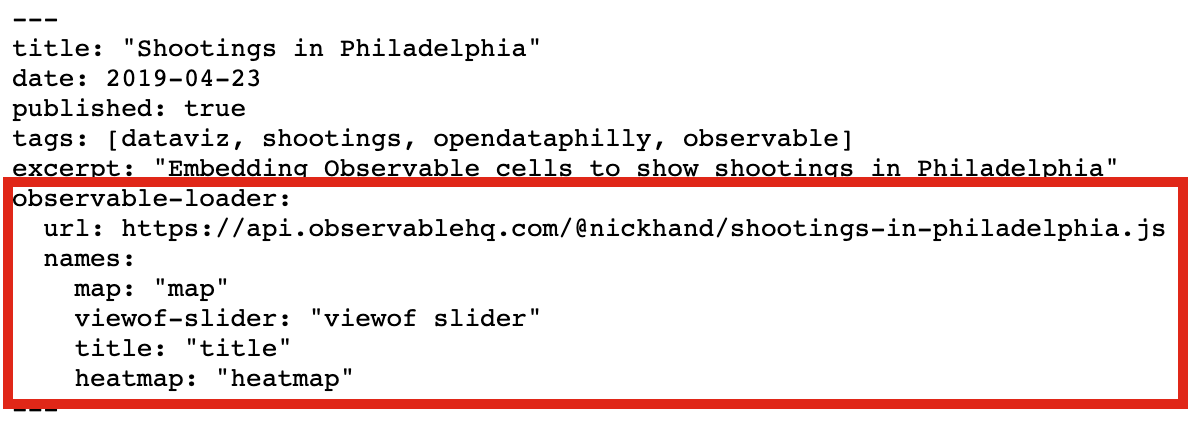 ---
title: "Shootings in Philadelphia"
date: 2019-04-23
published: true
tags: [dataviz, shootings, opendataphilly, observable]
excerpt: "Embedding Observable cells to show shootings in Philadelphia"
observable-loader:
  url: https://api.observablehq.com/@nickhand/shootings-in-philadelphia.js
  names:
    map: "map"
    viewof-slider: "viewof slider"
    title: "title"
    heatmap: "heatmap"
---